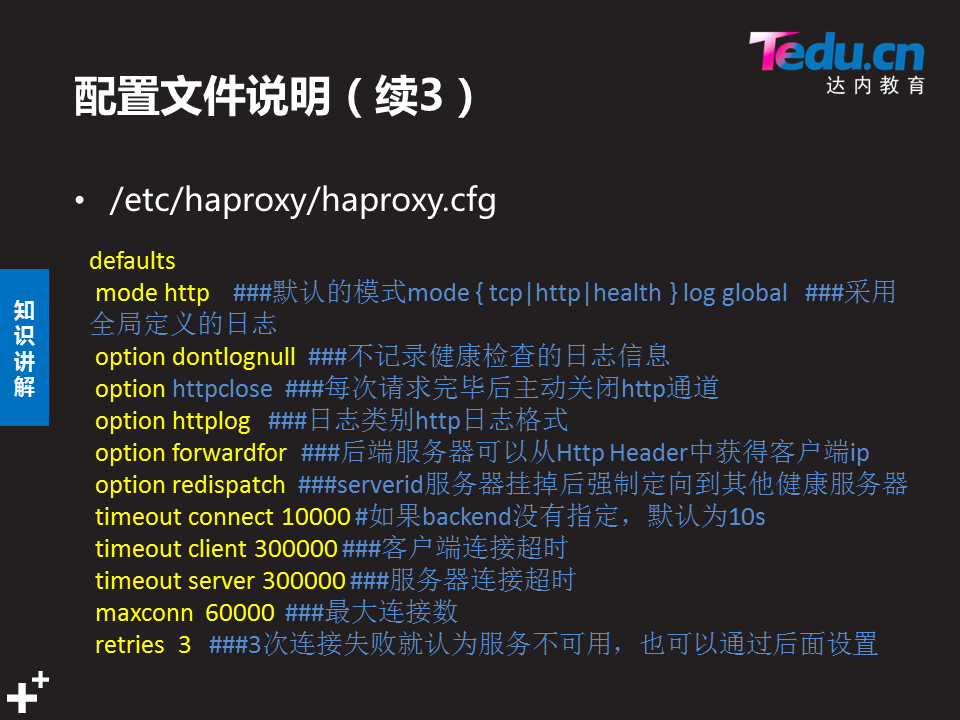 Tedu.cn
达内教育
配置文件说明（续3）
• /etc/haproxy/haproxy.cfg
defaults
mode http ###默认的模式mode { tcp|http|health } log global ###采用
全局定义的日志
option dontlognull ###不记录健康检查的日志信息
option httpclose ###每次请求完毕后主动关闭http通道
option httplog ###日志类别http日志格式
option forwardfor ###后端服务器可以从Http Header中获得客户端ip
option redispatch ###serverid服务器挂掉后强制定向到其他健康服务器
timeout connect 10000 #如果backend没有指定，默认为10s
timeout client 300000 ###客户端连接超时
timeout server 300000 ###服务器连接超时
maxconn 60000 ###最大连接数
retries 3 ###3次连接失败就认为服务不可用，也可以通过后面设置
知
识
讲
解